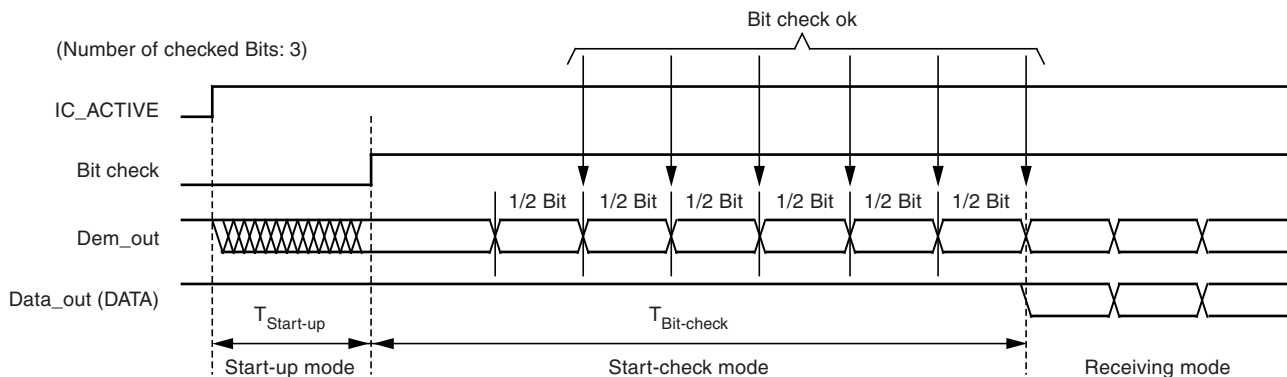 Bit check ok
(Number of checked Bits: 3)
IC_ACTIVE
Bit check
1/2 Bit 1/2 Bit 1/2 Bit 1/2 Bit 1/2 Bit 1/2 Bit
Dem_out
Data_out (DATA)
TStart-up TBit-check
Start-up mode Start-check mode Receiving mode